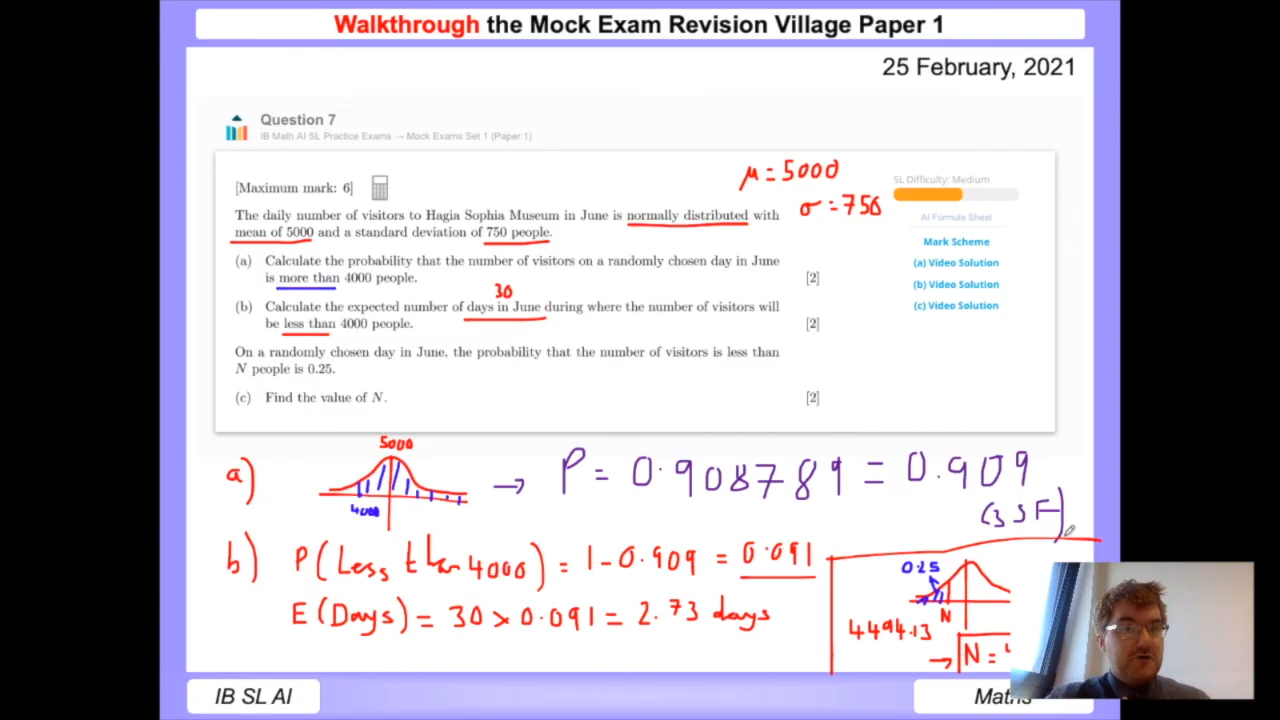 Walkthrough the Mock Exam Revision Village Paper 1
25 February, 2021
Question 7
IB Math AI SL Practice Exams → Mock Exams Set 1 (Paper 1)
[Maximum mark: 6]
μ = 5000
σ = 750
SL Difficulty: Medium
AI Formula Sheet
Mark Scheme
(a) Video Solution
(b) Video Solution
(c) Video Solution
The daily number of visitors to Hagia Sophia Museum in June is normally distributed with
mean of 5000 and a standard deviation of 750 people.
(a) Calculate the probability that the number of visitors on a randomly chosen day in June
is more than 4000 people. [2]
30
(b) Calculate the expected number of days in June during where the number of visitors will
be less than 4000 people. [2]
On a randomly chosen day in June, the probability that the number of visitors is less than
N people is 0.25.
(c) Find the value of N. [2]
a)
5000
4000
→ P = 0.908789 = 0.909
(3 SF)
b) P(Less than 4000) = 1 - 0.909 = 0.091
E(Days) = 30 × 0.091 = 2.73 days
0.25
N
4494.13
→ N =
IB SL AI
Maths